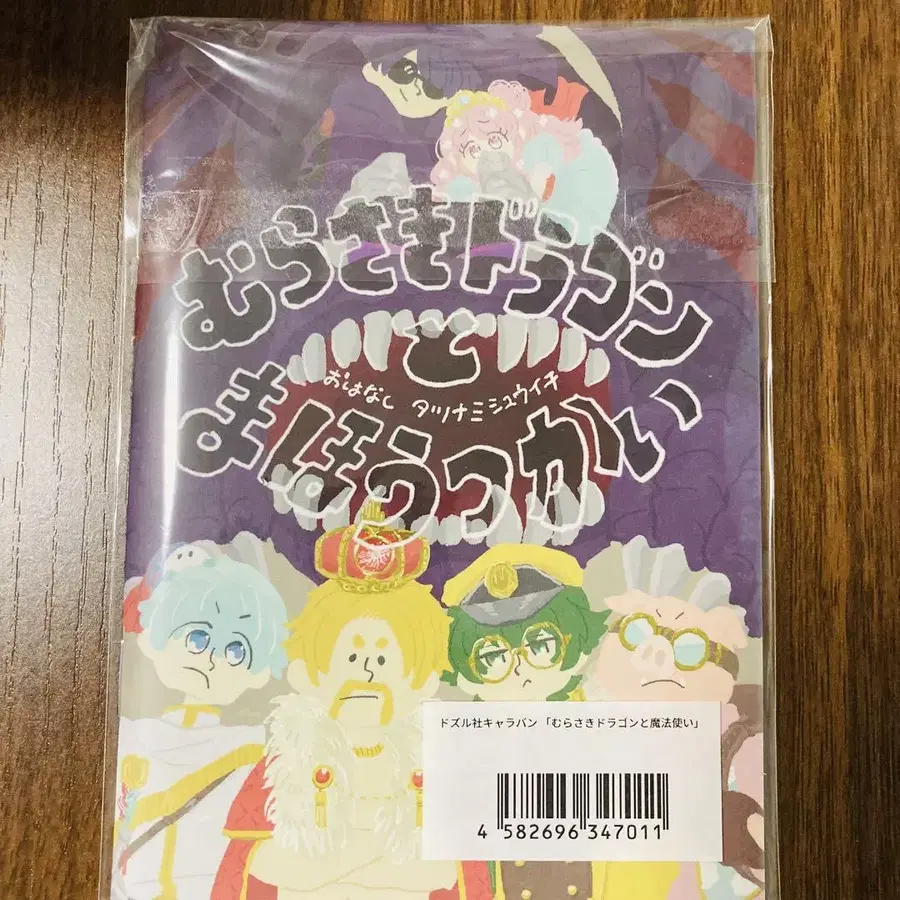 むらさきドラゴン
と
おはなし タツナミシュウイチ
まほうつかい
ドズル社キャラバン「むらさきドラゴンと魔法使い」
4 582696 347011